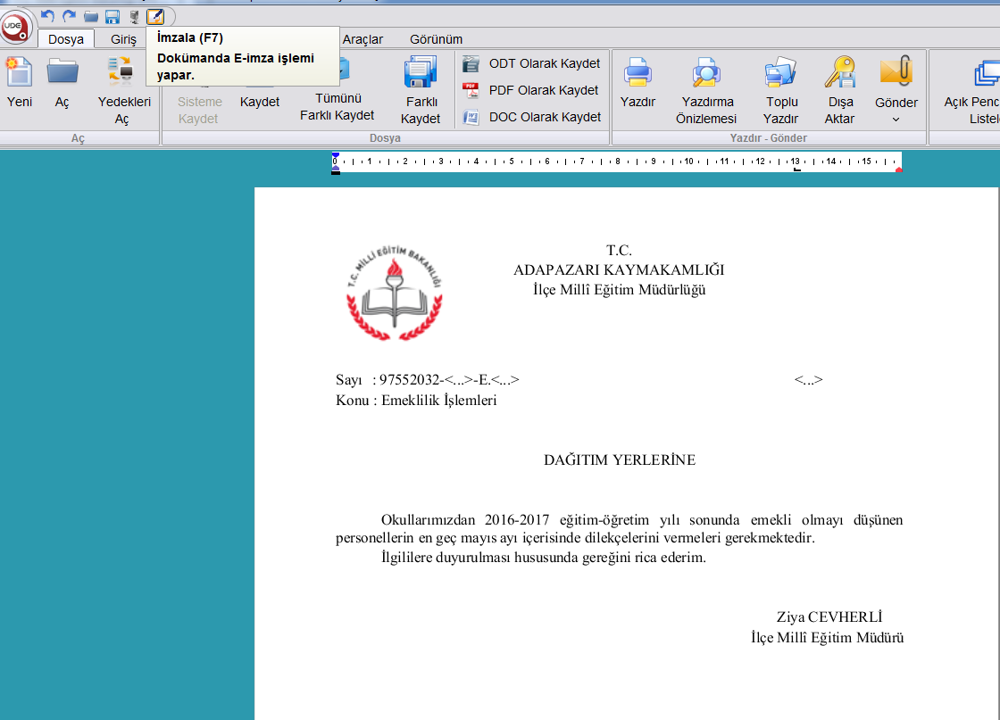 UDE
Dosya
Giriş
İmzala (F7)
Dokümanda E-imza işlemi
yapar.
Araçlar
Görünüm
Yeni
Aç
Yedekleri
Aç
Sisteme
Kaydet
Kaydet
Tümünü
Farklı Kaydet
Farklı
Kaydet
ODT Olarak Kaydet
PDF Olarak Kaydet
DOC Olarak Kaydet
Yazdır
Yazdırma
Önizlemesi
Toplu
Yazdır
Dışa
Aktar
Gönder
Açık Penc
Listele
Aç
Dosya
Yazdır - Gönder
0 1 2 3 4 5 6 7 8 9 10 11 12 13 14 15
T.C. MİLLİ EĞİTİM BAKANLIĞI
T.C.
ADAPAZARI KAYMAKAMLIĞI
İlçe Millî Eğitim Müdürlüğü
Sayı : 97552032-<...>-E.<...> <...>
Konu : Emeklilik İşlemleri
DAĞITIM YERLERİNE
Okullarımızdan 2016-2017 eğitim-öğretim yılı sonunda emekli olmayı düşünen
personellerin en geç mayıs ayı içerisinde dilekçelerini vermeleri gerekmektedir.
İlgililere duyurulması hususunda gereğini rica ederim.
Ziya CEVHERLİ
İlçe Millî Eğitim Müdürü